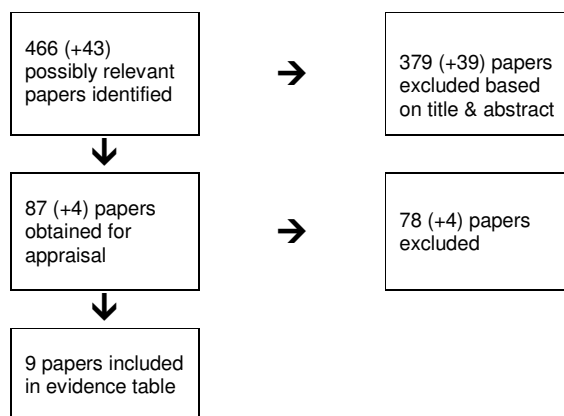 466 (+43)
possibly relevant
papers identified
379 (+39) papers
excluded based
on title & abstract
87 (+4) papers
obtained for
appraisal
78 (+4) papers
excluded
9 papers included
in evidence table